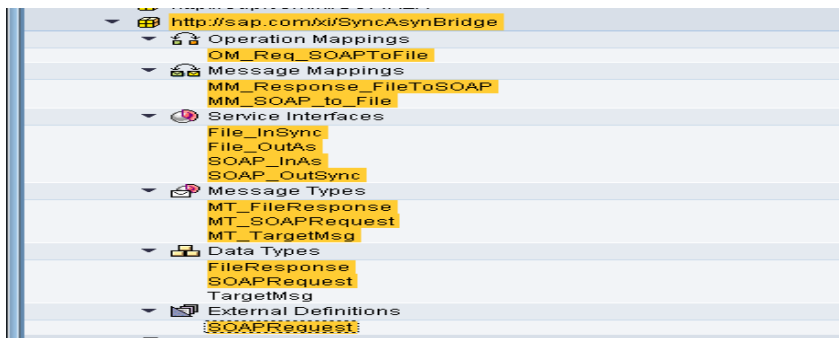 http://sap.com/xi/SyncAsynBridge
Operation Mappings
OM_Req_SOAPToFile
Message Mappings
MM_Response_FileToSOAP
MM_SOAP_to_File
Service Interfaces
File_InSync
File_OutAs
SOAP_InAs
SOAP_OutSync
Message Types
MT_FileResponse
MT_SOAPRequest
MT_TargetMsg
Data Types
FileResponse
SOAPRequest
TargetMsg
External Definitions
SOAPRequest